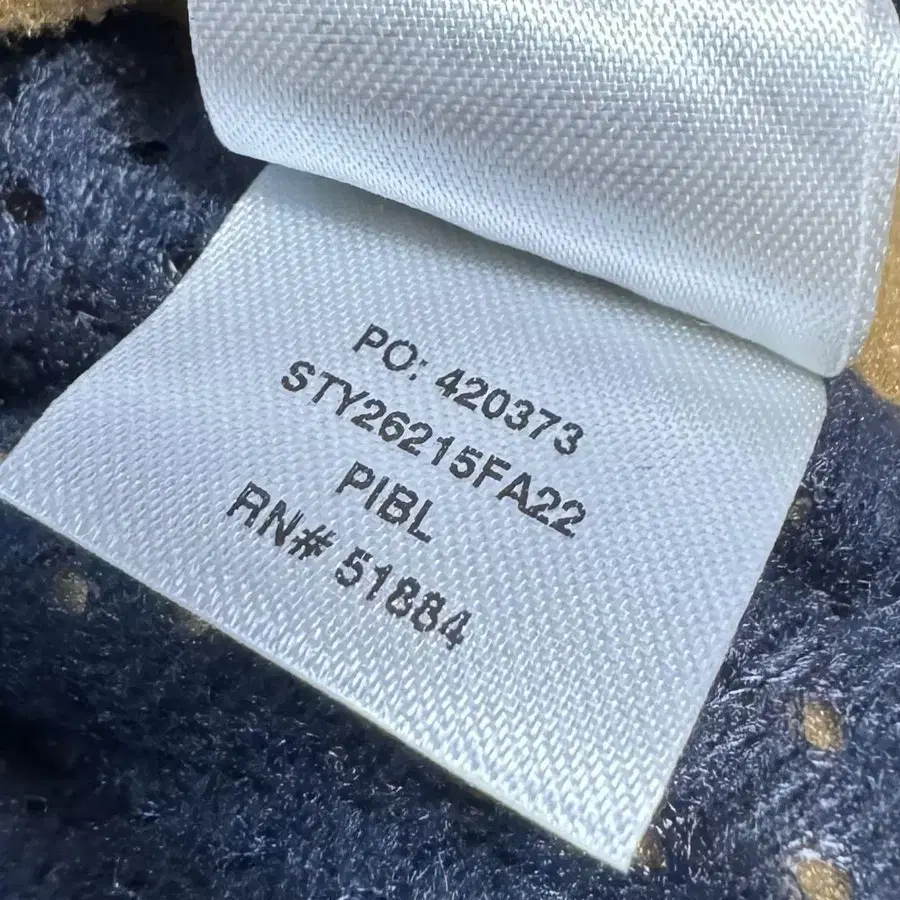 PO: 420373
STY26215FA22
PIBL
RN# 51884